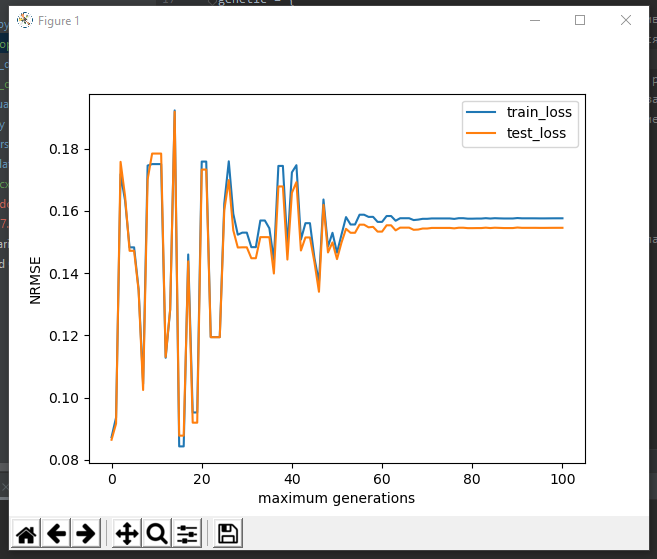 genetic = {
Figure 1
train_loss
test_loss
0.18
0.16
0.14
0.12
0.10
0.08
NRMSE
0
20
40
60
80
100
maximum generations